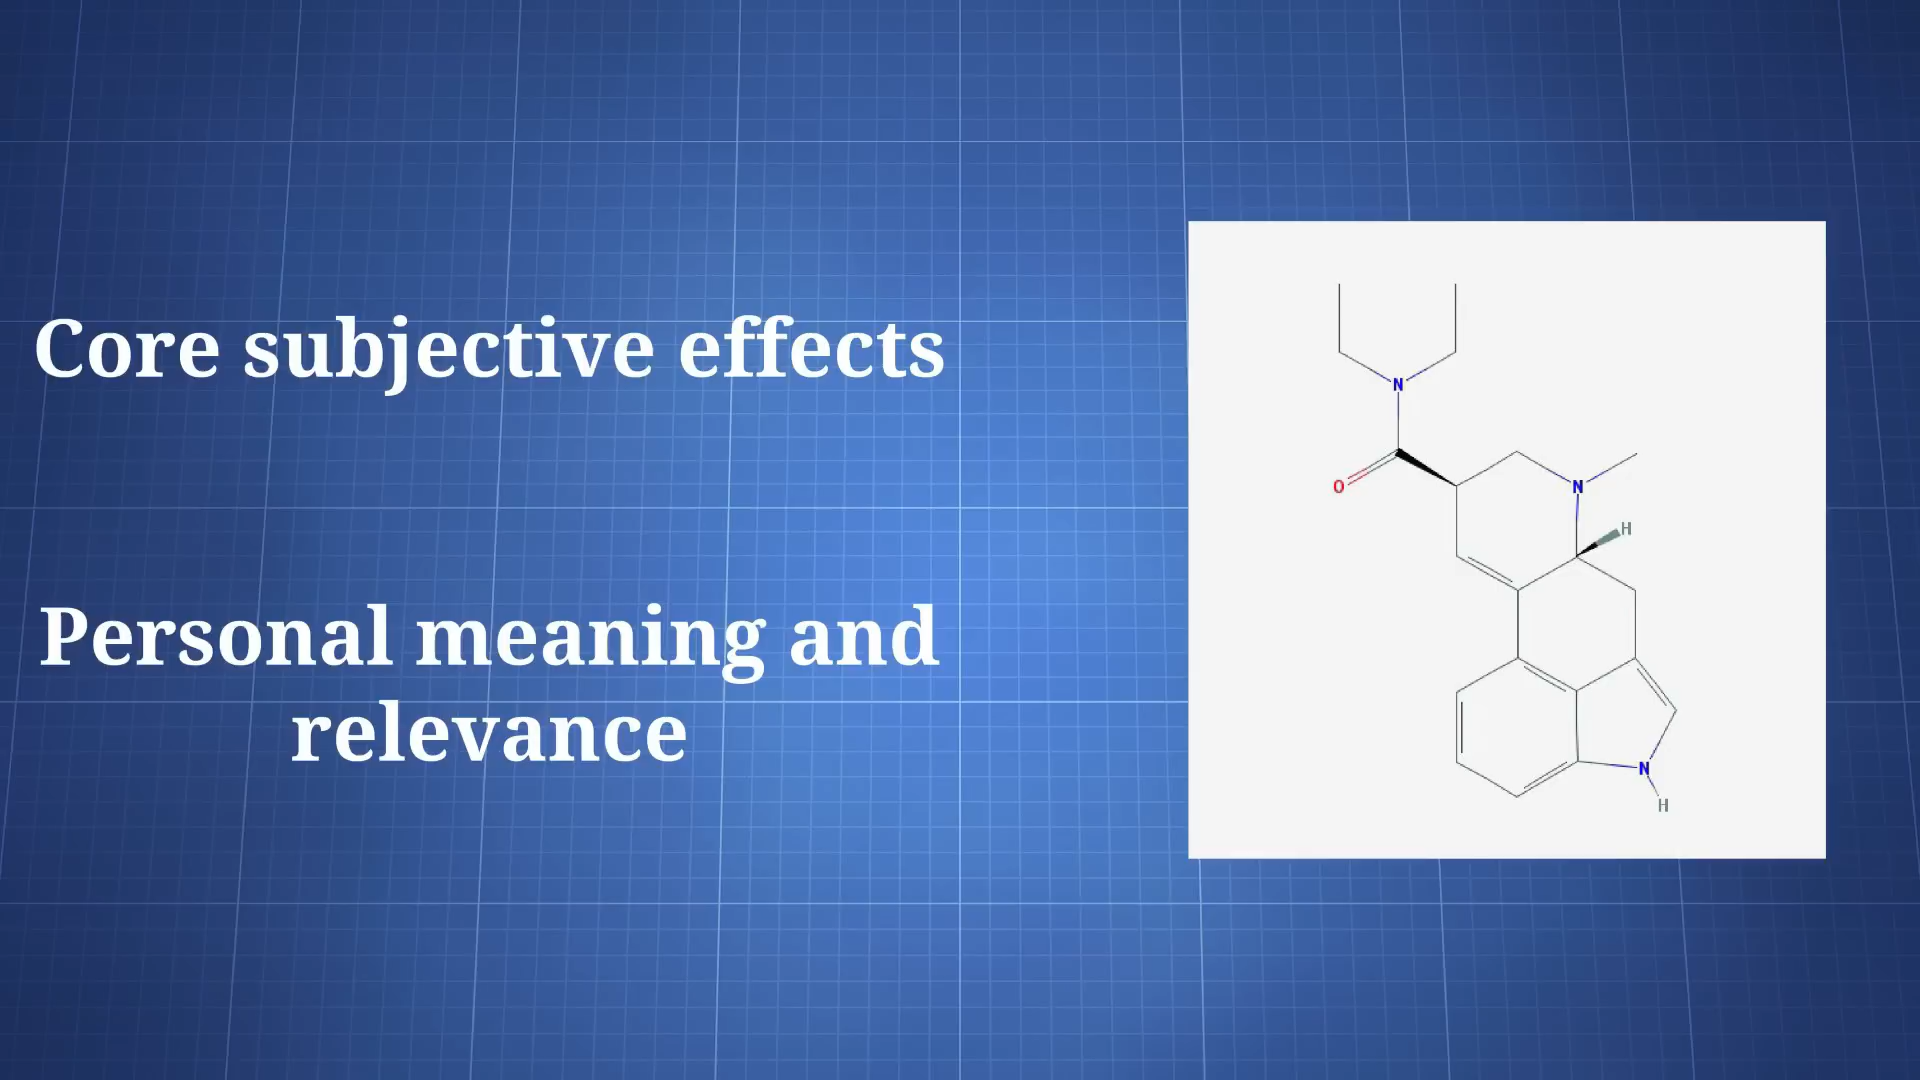 Core subjective effects
Personal meaning and
relevance
N
O
N
H
N
H